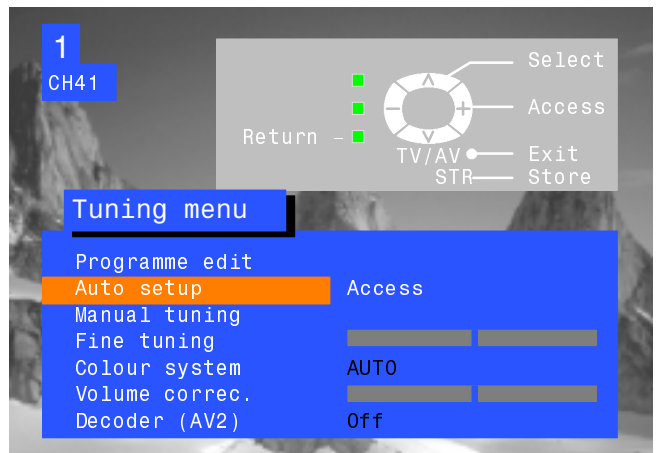 1
CH41
Select
Access
Return -
TV/AV Exit
STR Store
Tuning menu
Programme edit
Auto setup Access
Manual tuning
Fine tuning
Colour system AUTO
Volume correc.
Decoder (AV2) Off